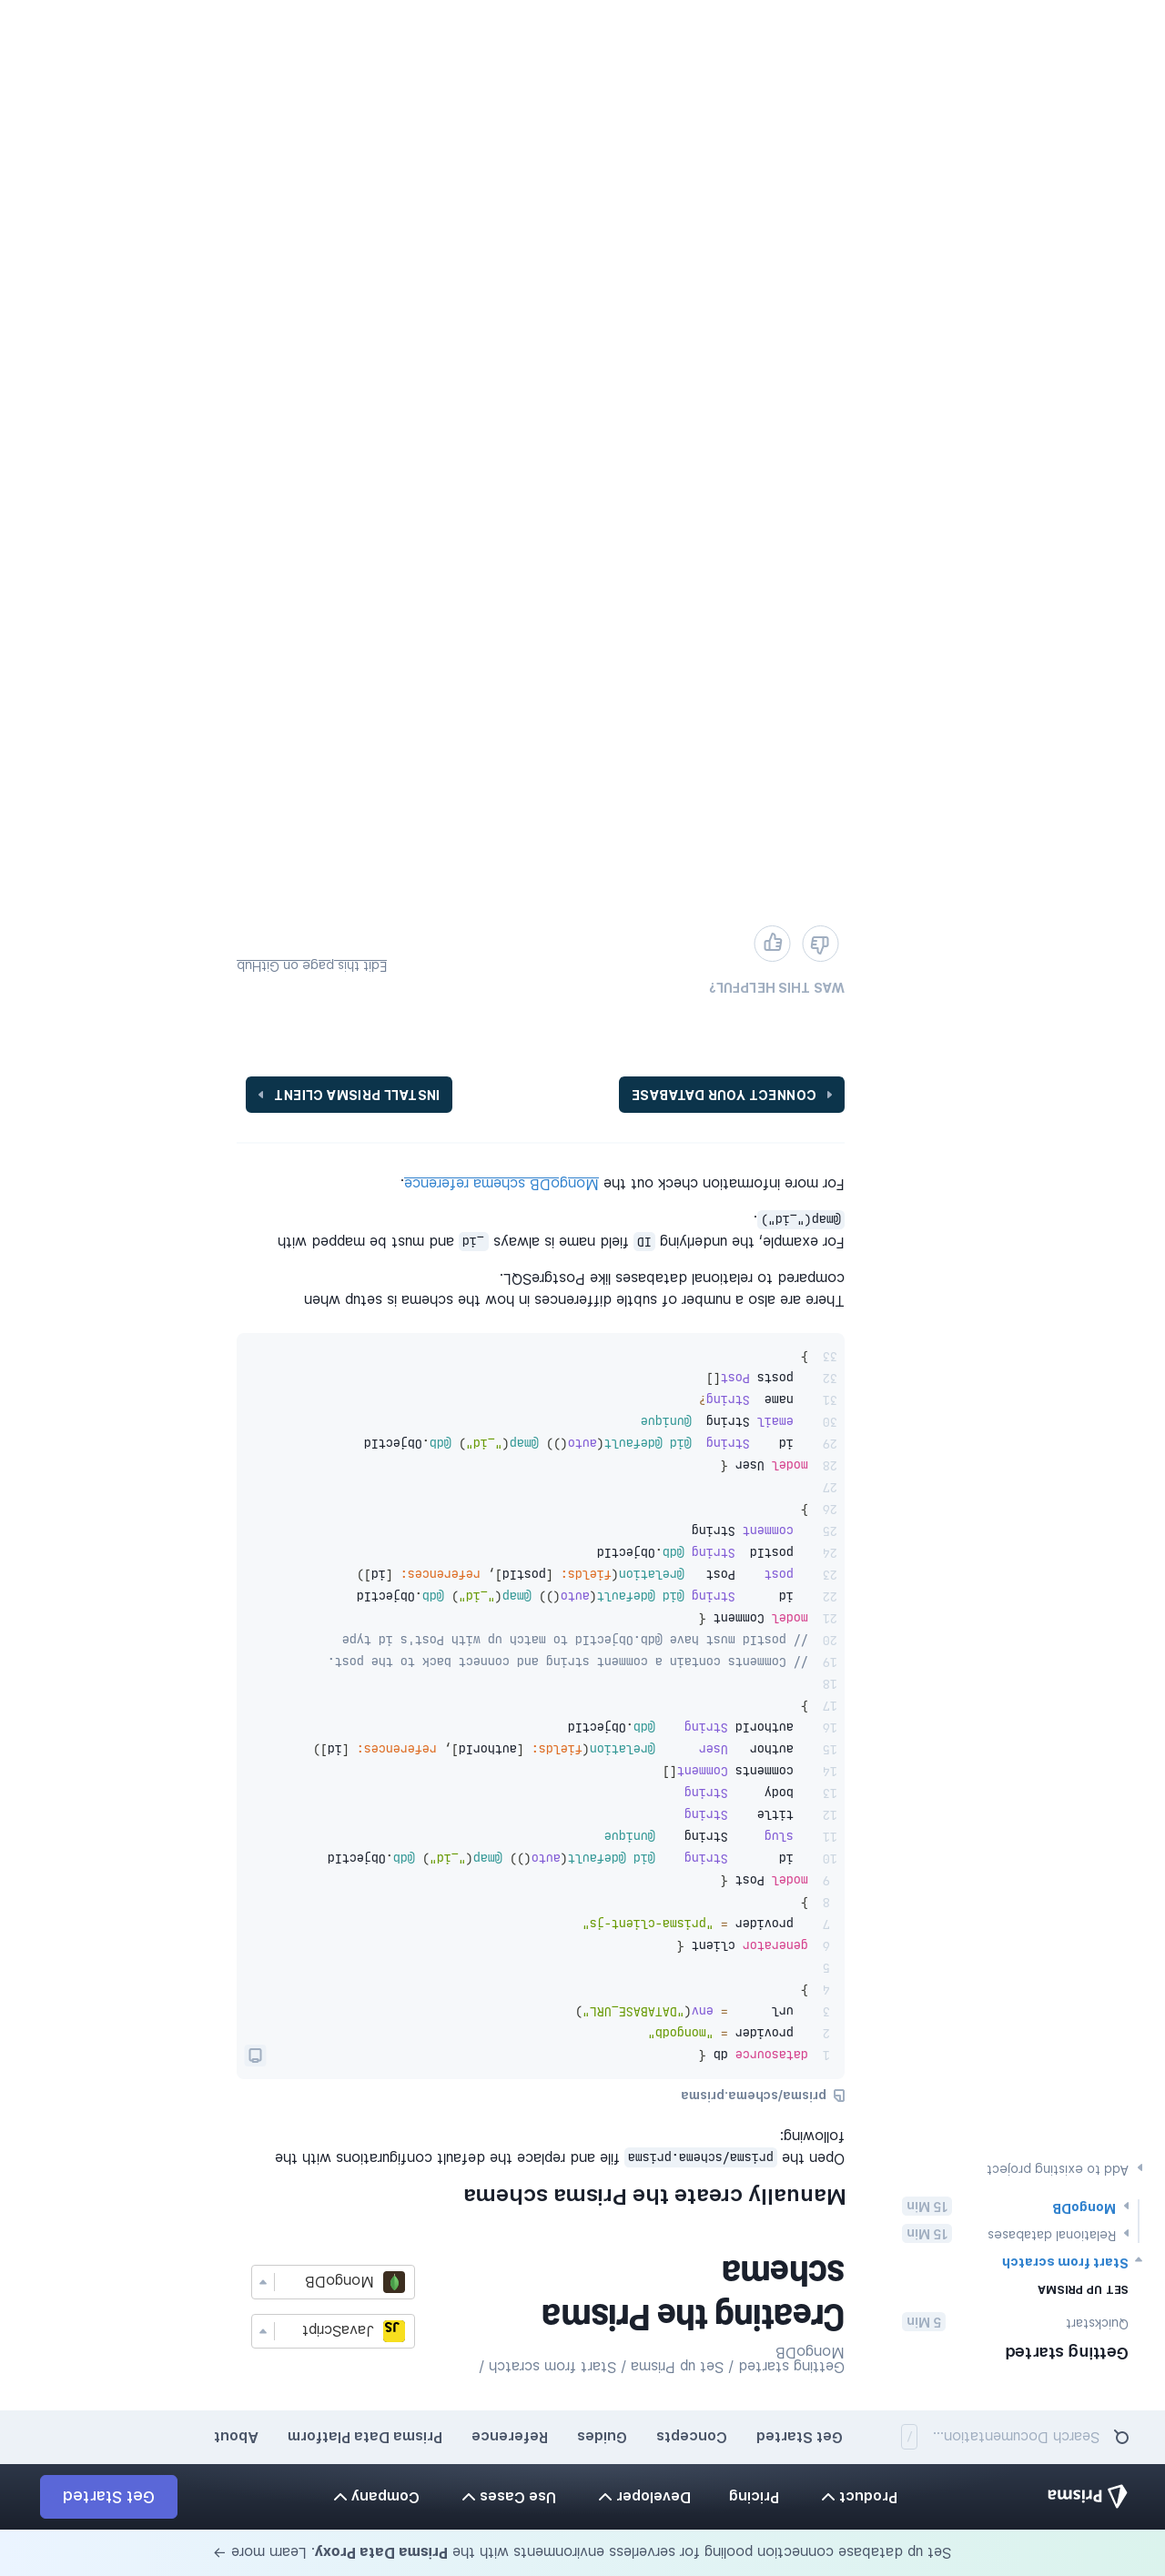 Set up database connection pooling for serverless environments with the Prisma Data Proxy. Learn more →
Prisma
Product
Pricing
Developer
Use Cases
Company
Get Started
Search Documentation... /
Get Started
Concepts
Guides
Reference
Prisma Data Platform
About
Getting started
Quickstart 5 Min
SET UP PRISMA
Start from scratch
Relational databases 15 Min
MongoDB 15 Min
Add to existing project
Getting started / Set up Prisma / Start from scratch /
MongoDB
Creating the Prisma
schema
JS JavaScript
MongoDB
Manually create the Prisma schema
Open the prisma/schema.prisma file and replace the default configurations with the
following:
prisma/schema.prisma
1 datasource db {
2   provider = "mongodb"
3   url      = env("DATABASE_URL")
4 }
5
6 generator client {
7   provider = "prisma-client-js"
8 }
9 model Post {
10   id       String    @id @default(auto()) @map("_id") @db.ObjectId
11   slug     String    @unique
12   title    String
13   body     String
14   comments Comment[]
15   author   User      @relation(fields: [authorId], references: [id])
16   authorId String    @db.ObjectId
17 }
18
19 // Comments contain a comment string and connect back to the post.
20 // postId must have @db.ObjectId to match up with Post's id type
21 model Comment {
22   id      String @id @default(auto()) @map("_id") @db.ObjectId
23   post    Post   @relation(fields: [postId], references: [id])
24   postId  String @db.ObjectId
25   comment String
26 }
27
28 model User {
29   id    String  @id @default(auto()) @map("_id") @db.ObjectId
30   email String  @unique
31   name  String?
32   posts Post[]
33 }
There are also a number of subtle differences in how the schema is setup when
compared to relational databases like PostgreSQL.
For example, the underlying ID field name is always _id and must be mapped with
@map("_id").
For more information check out the MongoDB schema reference.
CONNECT YOUR DATABASE
INSTALL PRISMA CLIENT
WAS THIS HELPFUL?
Edit this page on GitHub